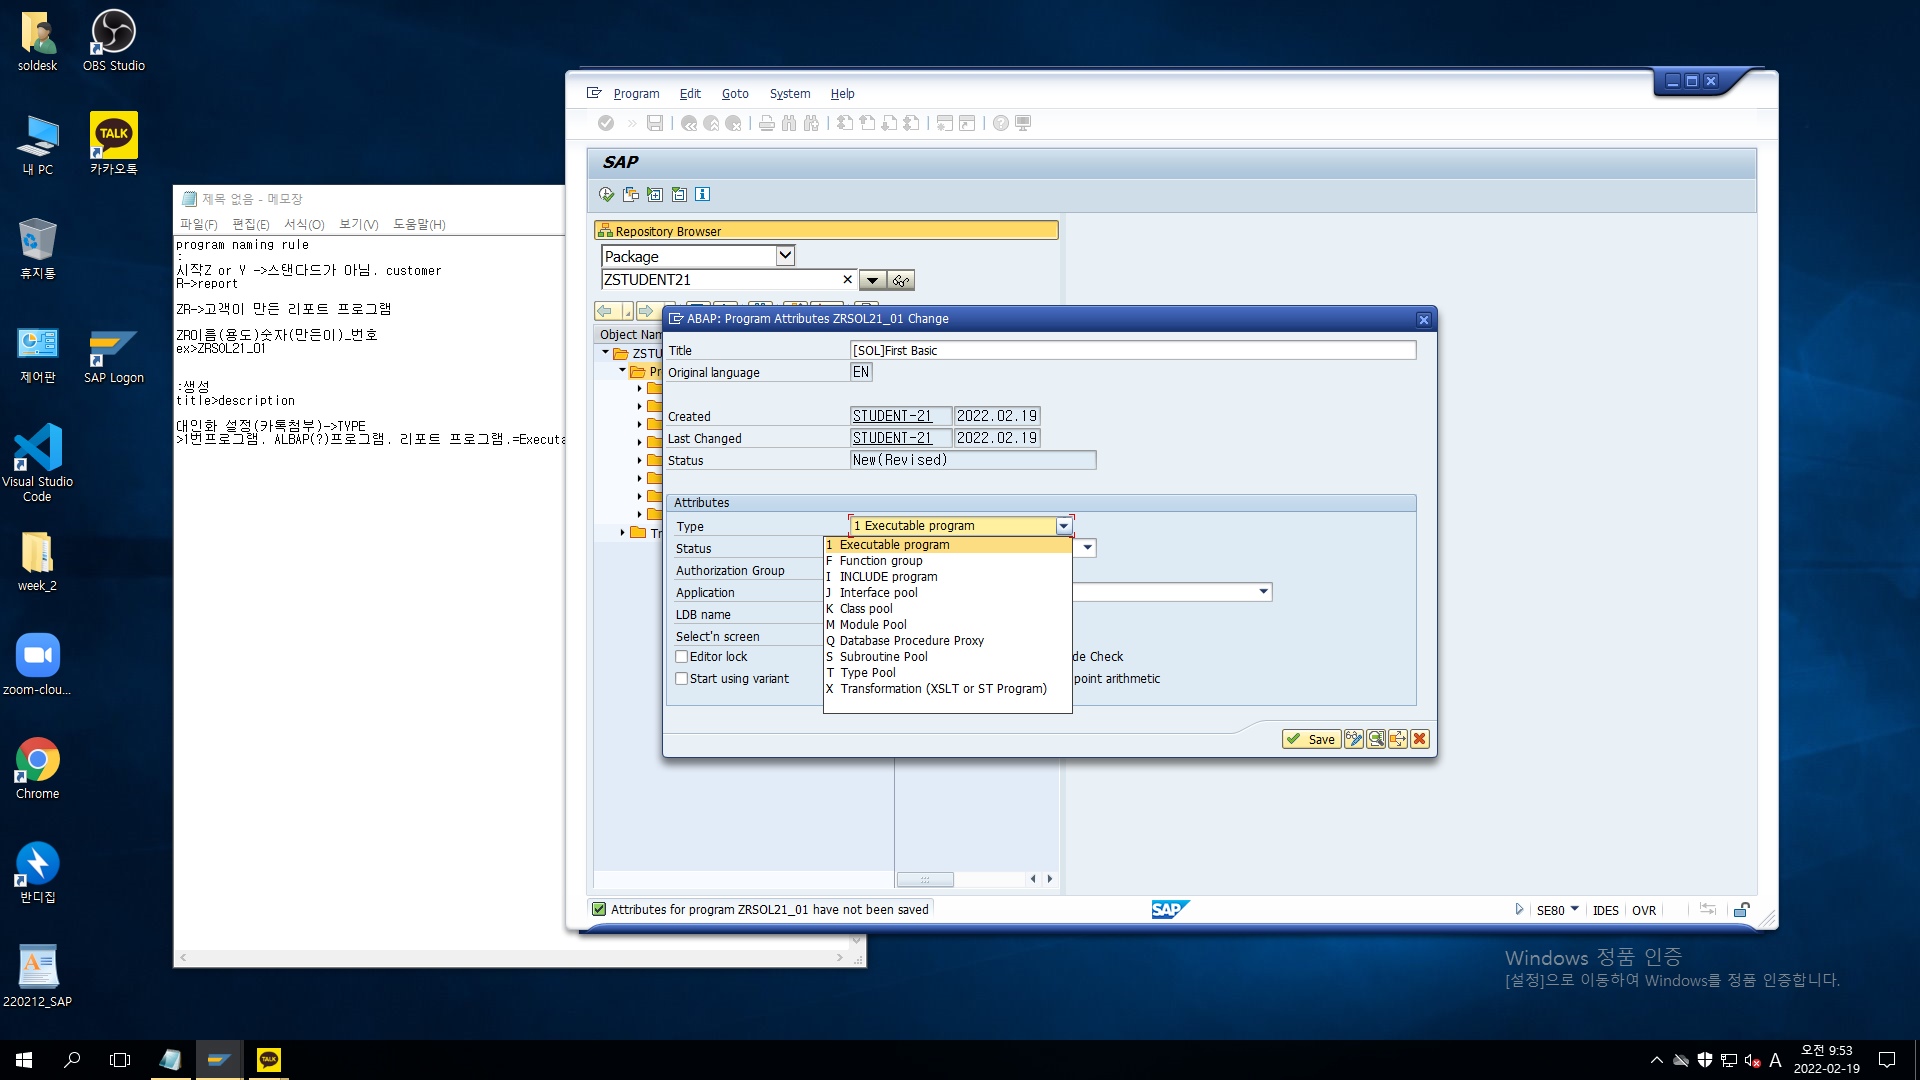 soldesk
OBS Studio
내 PC
카카오톡
휴지통
제어판
SAP Logon
Visual Studio Code
week_2
zoom-clou...
Chrome
반디집
220212_SAP
제목 없음 - 메모장
파일(F) 편집(E) 서식(O) 보기(V) 도움말(H)
program naming rule
:
시작Z or Y ->스탠다드가 아님. customer
R->report
ZR->고객이 만든 리포트 프로그램
ZR이름(용도)숫자(만든이)_번호
ex>ZRSOL21_01
:생성
title>description
대인화 설정(카톡첨부)->TYPE
>1번프로그램. ALBAP(?)프로그램. 리포트 프로그램.=Executa
Program Edit Goto System Help
SAP
Repository Browser
Package
ZSTUDENT21
Object Nam
ZSTU
Pr
Tr
ABAP: Program Attributes ZRSOL21_01 Change
Title [SOL]First Basic
Original language EN
Created STUDENT-21 2022.02.19
Last Changed STUDENT-21 2022.02.19
Status New(Revised)
Attributes
Type 1 Executable program
Status
Authorization Group
Application
LDB name
Select'n screen
Editor lock
de Check
Start using variant
point arithmetic
1 Executable program
F Function group
I INCLUDE program
J Interface pool
K Class pool
M Module Pool
Q Database Procedure Proxy
S Subroutine Pool
T Type Pool
X Transformation (XSLT or ST Program)
Save
Attributes for program ZRSOL21_01 have not been saved
SAP
SE80 IDES OVR
Windows 정품 인증
[설정]으로 이동하여 Windows를 정품 인증합니다.
TALK
A
오전 9:53
2022-02-19